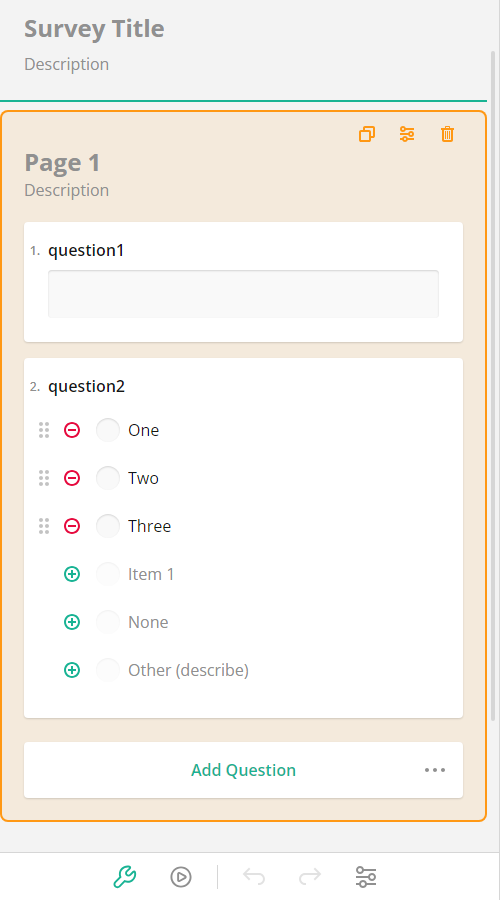 Survey Title
Description
Page 1
Description
1. question1
2. question2
One
Two
Three
Item 1
None
Other (describe)
Add Question